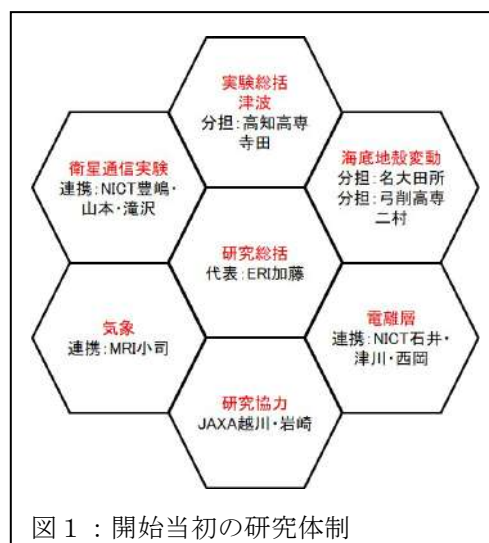 実験総括
津波
分担：高知高専
寺田
衛星通信実験
連携：NICT豊嶋・
山本・滝沢
海底地殻変動
分担：名大田所
分担：弓削高専
二村
研究総括
代表：ERI加藤
気象
連携：MRI小司
電離層
連携：NICT石井・
津川・西岡
研究協力
JAXA越川・岩崎
図１：開始当初の研究体制